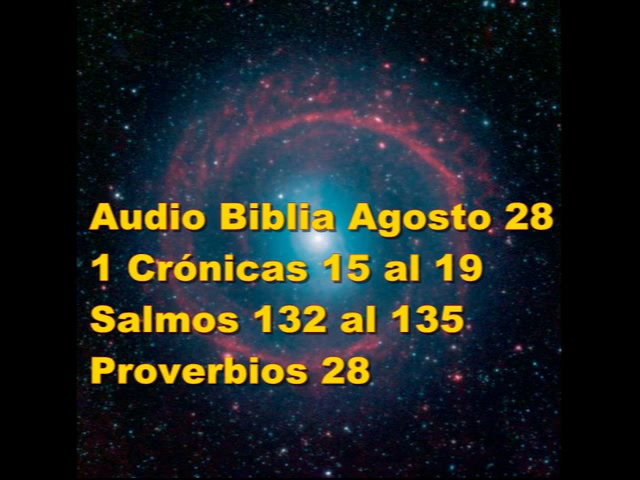 Audio Biblia Agosto 28
1 Crónicas 15 al 19
Salmos 132 al 135
Proverbios 28